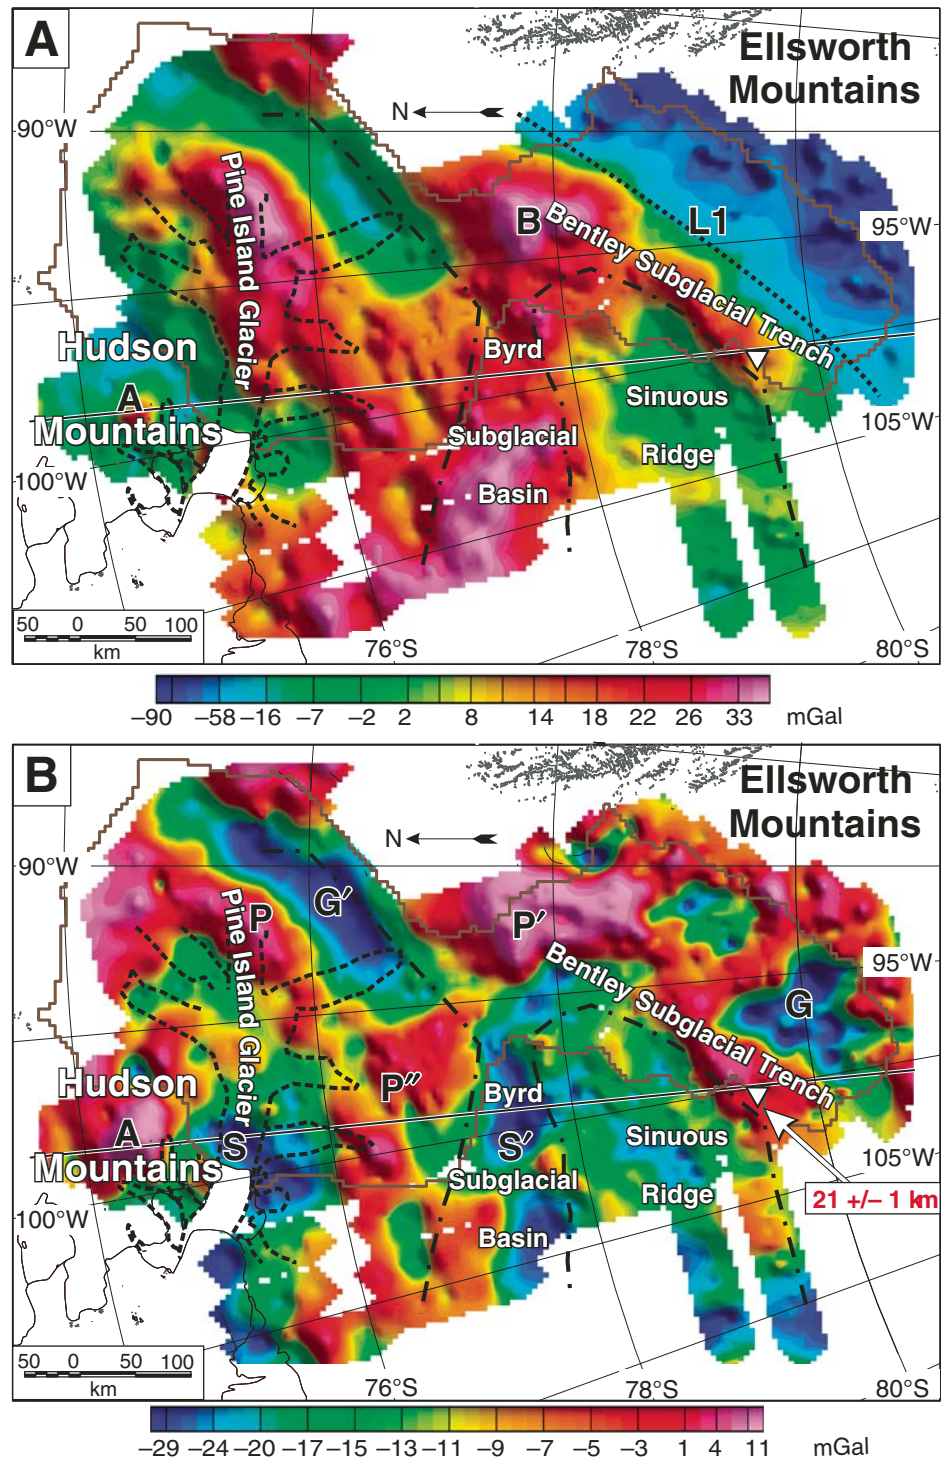 A
Ellsworth
Mountains
N
90°W
Pine Island Glacier
B
Bentley Subglacial Trench
L1
95°W
Hudson
Byrd
A
Sinuous
Mountains
Subglacial
105°W
Ridge
100°W
Basin
50 0 50 100
km
76°S
78°S
80°S
–90 –58 –16 –7 –2 2 8 14 18 22 26 33 mGal
B
Ellsworth
Mountains
N
90°W
G′
Pine Island Glacier
P
P′
Bentley Subglacial Trench
95°W
G
Hudson
P″
Byrd
A
S
S′
Sinuous
Mountains
Subglacial
105°W
Ridge
21 +/– 1 km
100°W
Basin
50 0 50 100
km
76°S
78°S
80°S
–29 –24 –20 –17 –15 –13 –11 –9 –7 –5 –3 1 4 11 mGal